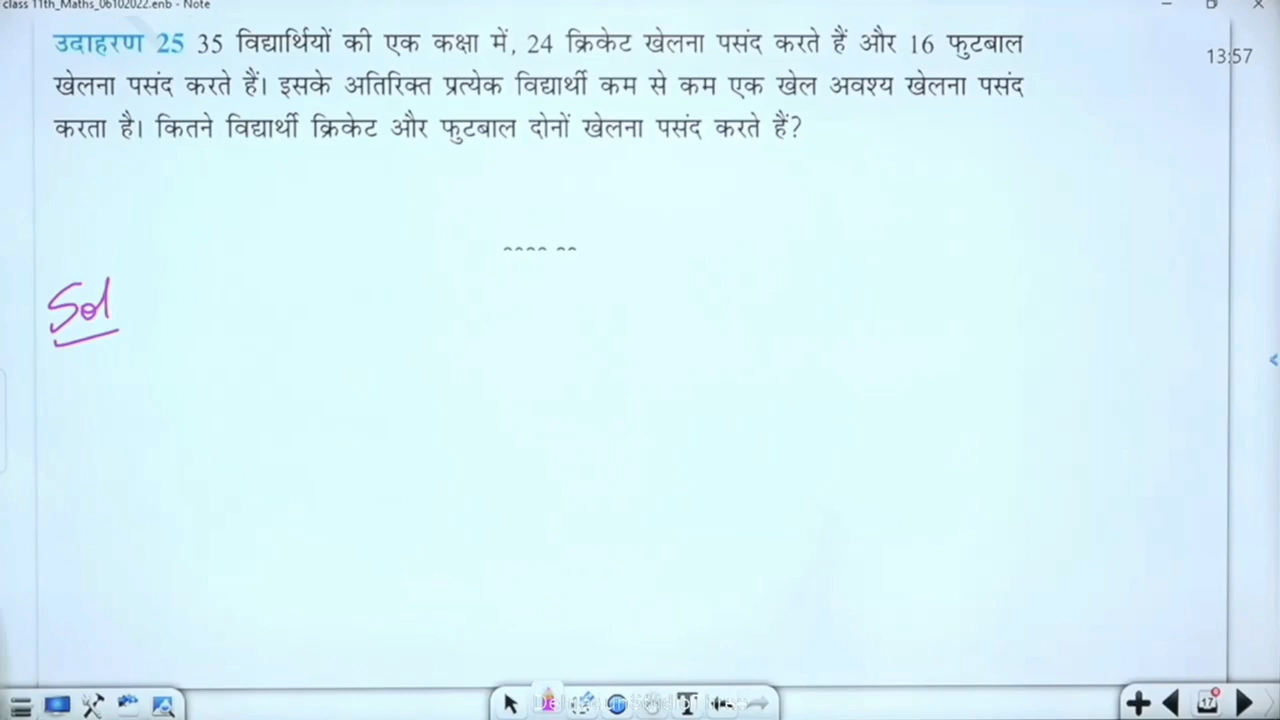 class 11th_Maths_06102022.enb - Note
उदाहरण 25 35 विद्यार्थियों की एक कक्षा में, 24 क्रिकेट खेलना पसंद करते हैं और 16 फुटबाल
13:57
खेलना पसंद करते हैं। इसके अतिरिक्त प्रत्येक विद्यार्थी कम से कम एक खेल अवश्य खेलना पसंद
करता है। कितने विद्यार्थी क्रिकेट और फुटबाल दोनों खेलना पसंद करते हैं?
Sol
17